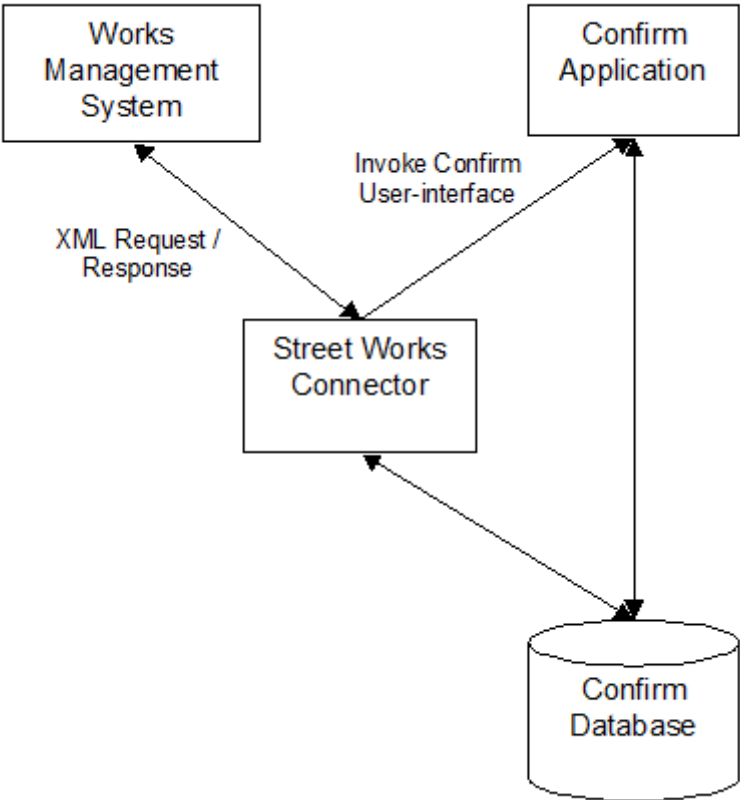 Works
Management
System
Confirm
Application
Invoke Confirm
User-interface
XML Request /
Response
Street Works
Connector
Confirm
Database